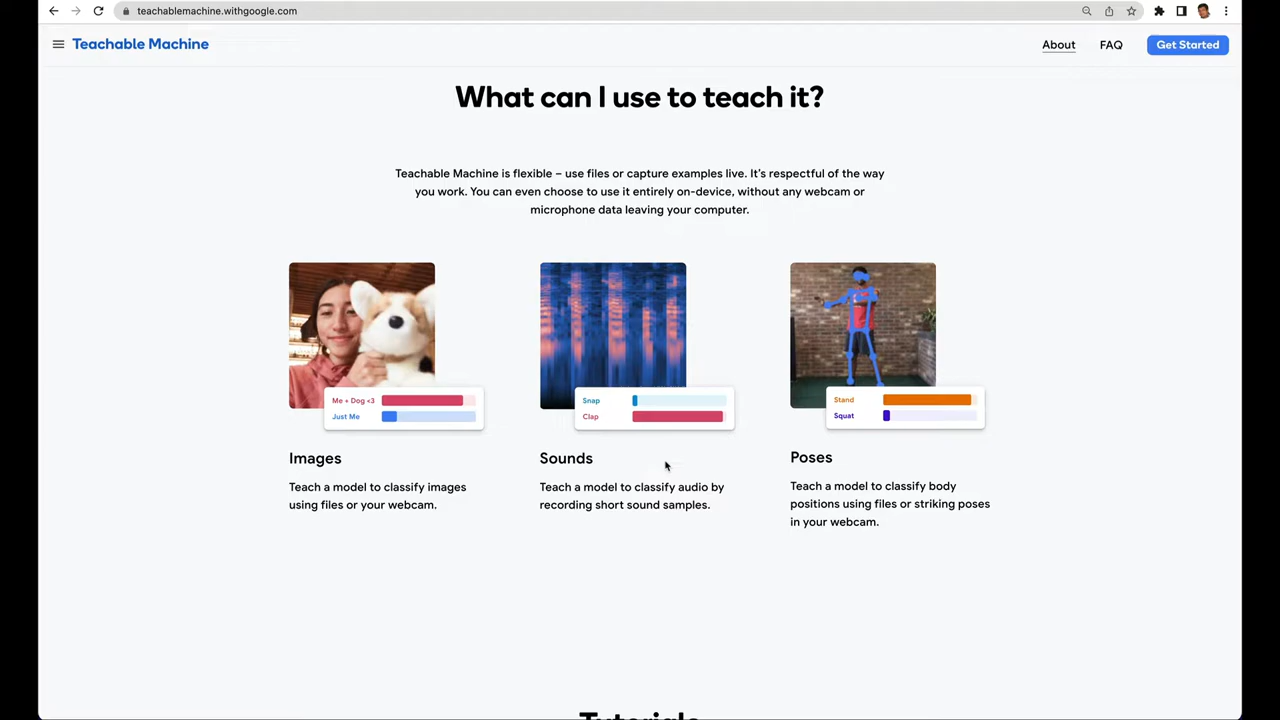 teachablemachine.withgoogle.com
Teachable Machine
About
FAQ
Get Started
What can I use to teach it?
Teachable Machine is flexible – use files or capture examples live. It's respectful of the way
you work. You can even choose to use it entirely on-device, without any webcam or
microphone data leaving your computer.
Me + Dog <3
Just Me
Images
Teach a model to classify images
using files or your webcam.
Snap
Clap
Sounds
Teach a model to classify audio by
recording short sound samples.
Stand
Squat
Poses
Teach a model to classify body
positions using files or striking poses
in your webcam.
Tutorials